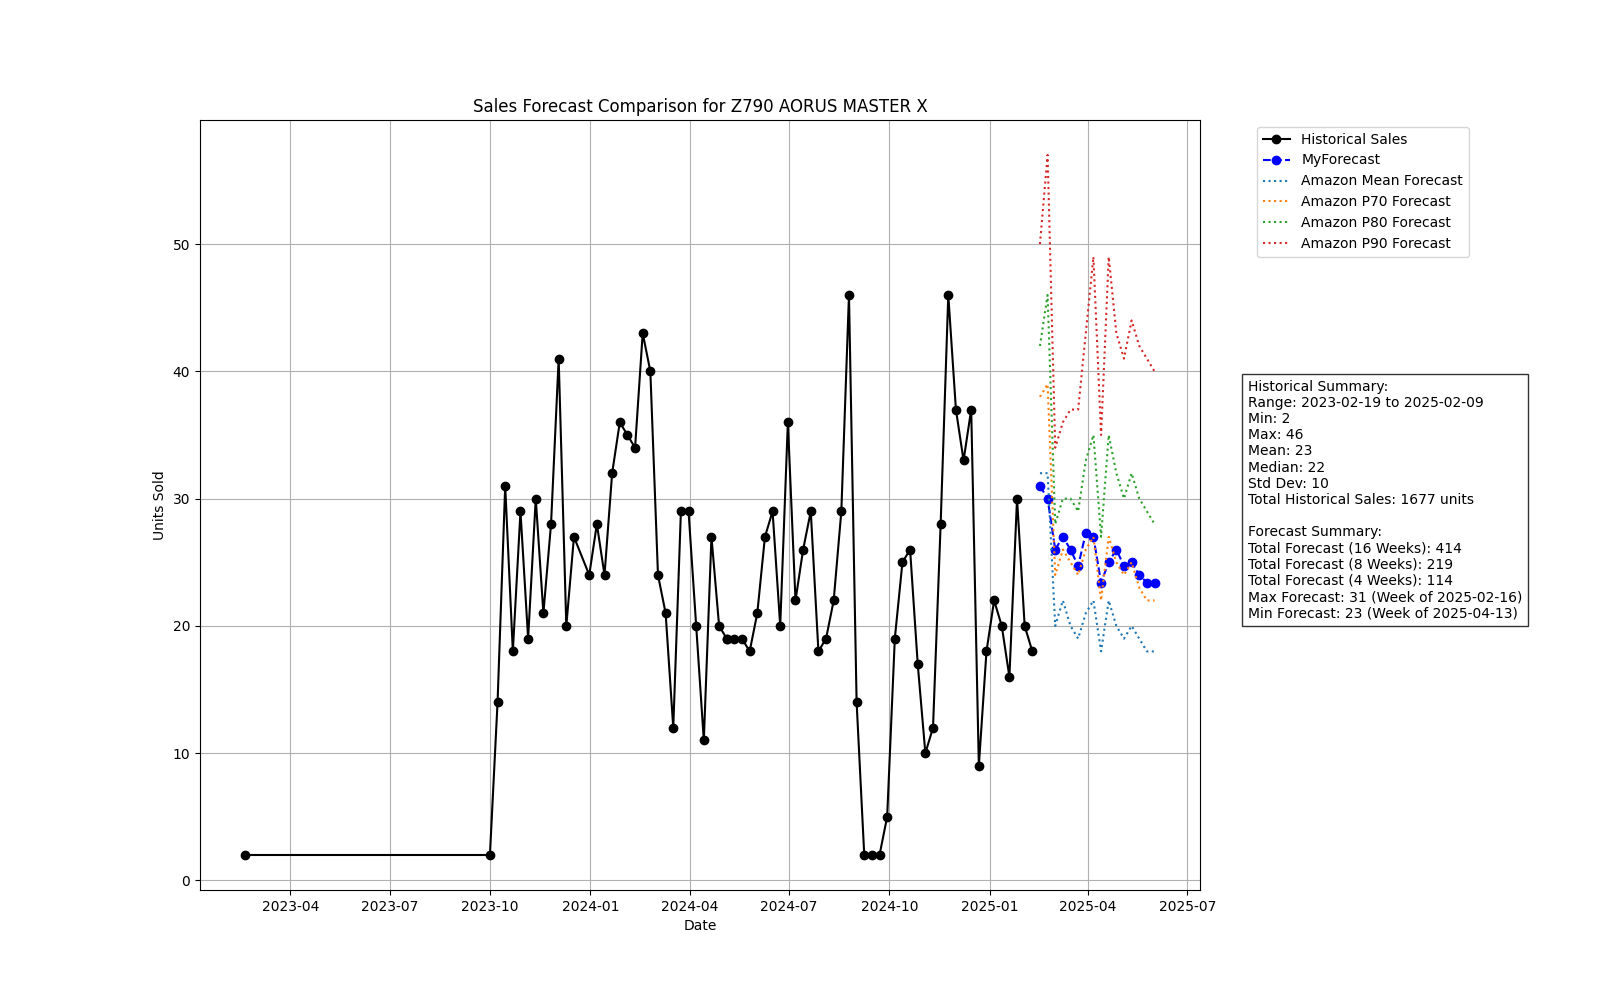 Sales Forecast Comparison for Z790 AORUS MASTER X
Units Sold
50
40
30
20
10
0
2023-04
2023-07
2023-10
2024-01
2024-04
2024-07
2024-10
2025-01
2025-04
2025-07
Date
Historical Sales
MyForecast
Amazon Mean Forecast
Amazon P70 Forecast
Amazon P80 Forecast
Amazon P90 Forecast
Historical Summary:
Range: 2023-02-19 to 2025-02-09
Min: 2
Max: 46
Mean: 23
Median: 22
Std Dev: 10
Total Historical Sales: 1677 units
Forecast Summary:
Total Forecast (16 Weeks): 414
Total Forecast (8 Weeks): 219
Total Forecast (4 Weeks): 114
Max Forecast: 31 (Week of 2025-02-16)
Min Forecast: 23 (Week of 2025-04-13)